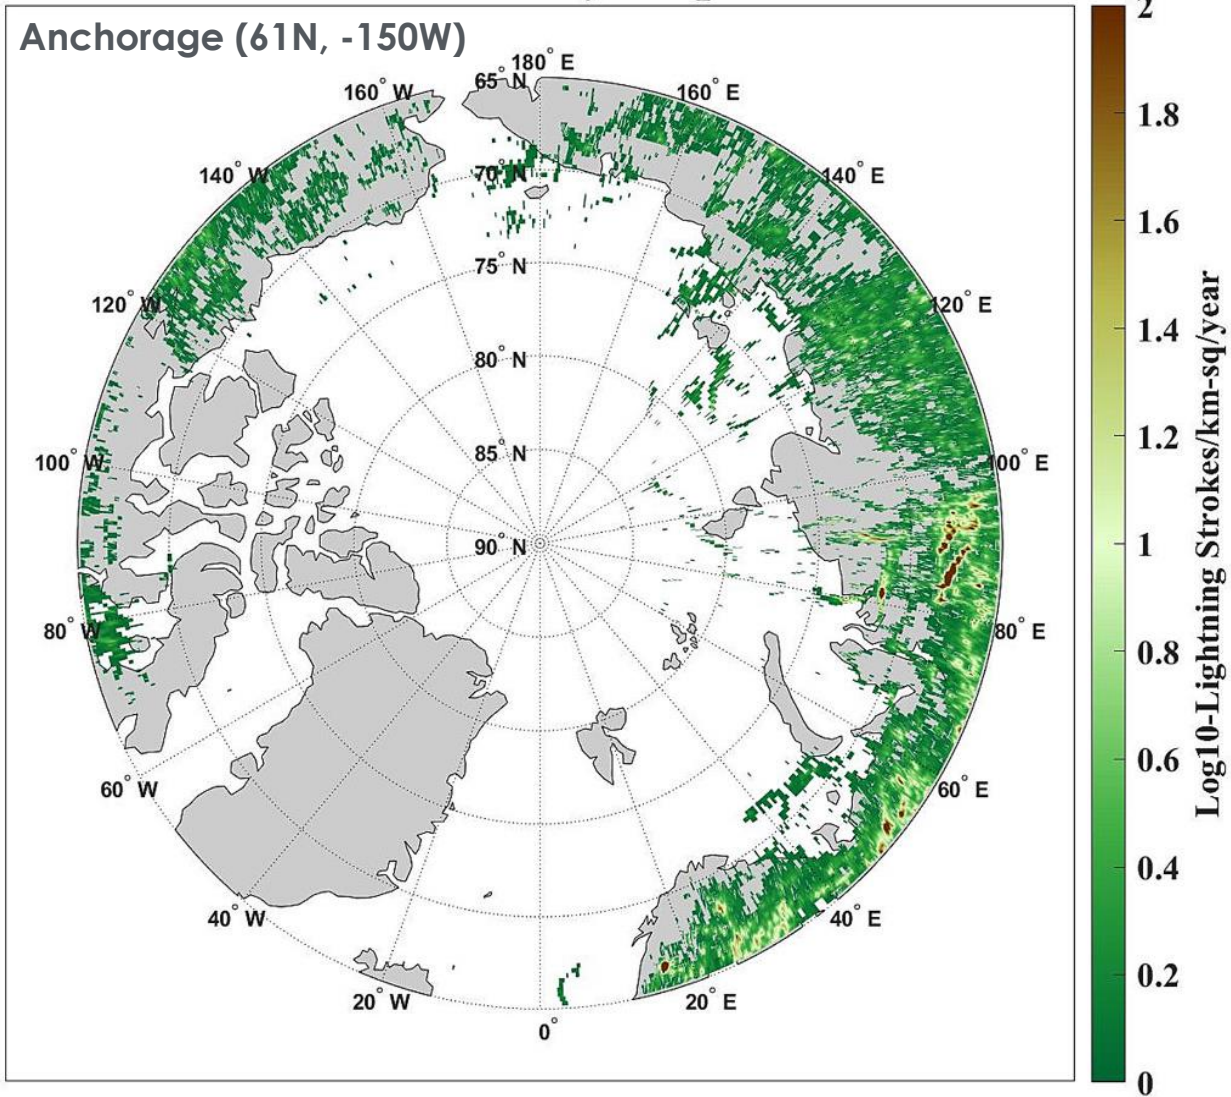 Anchorage (61N, -150W)
180° E
65° N
160° W
160° E
140° W
70° N
140° E
75° N
120° W
120° E
80° N
85° N
100° W
100° E
90° N
80° W
80° E
60° W
60° E
40° W
40° E
20° W
20° E
0°
2
1.8
1.6
1.4
1.2
1
0.8
0.6
0.4
0.2
0
Log10-Lightning Strokes/km-sq/year